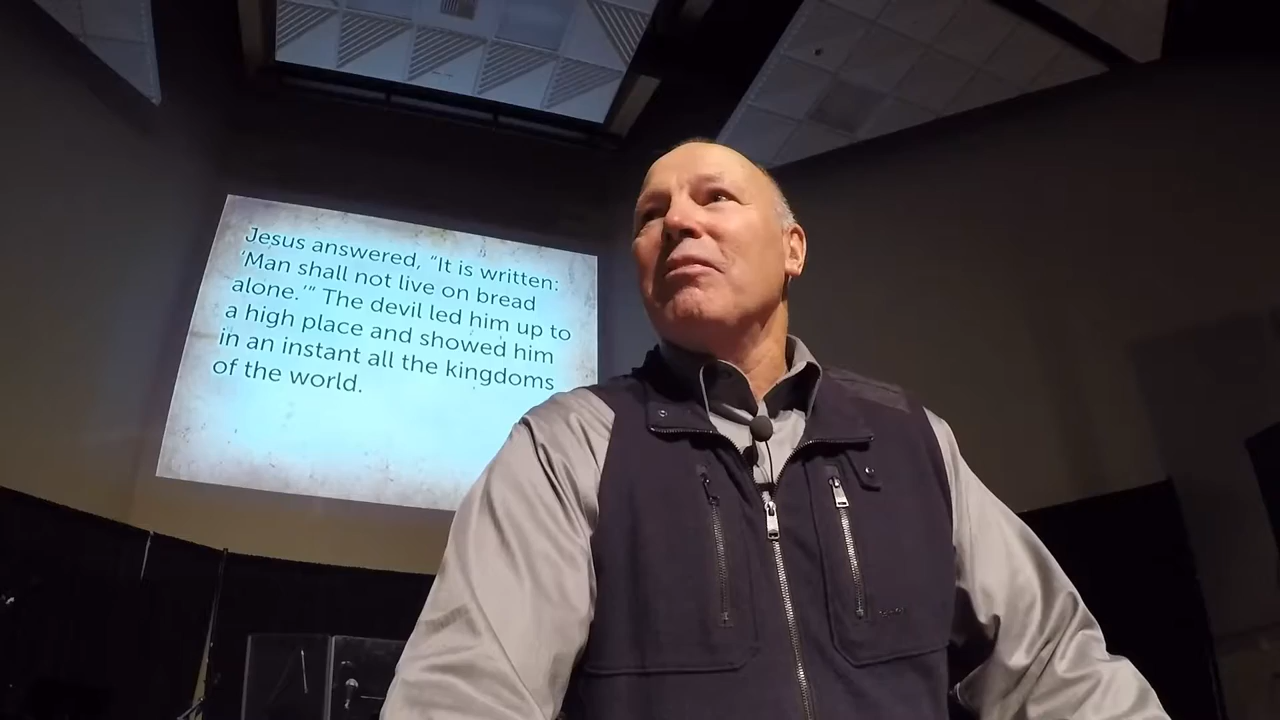 Jesus answered, “It is written:
‘Man shall not live on bread
alone.’” The devil led him up to
a high place and showed him
in an instant all the kingdoms
of the world.